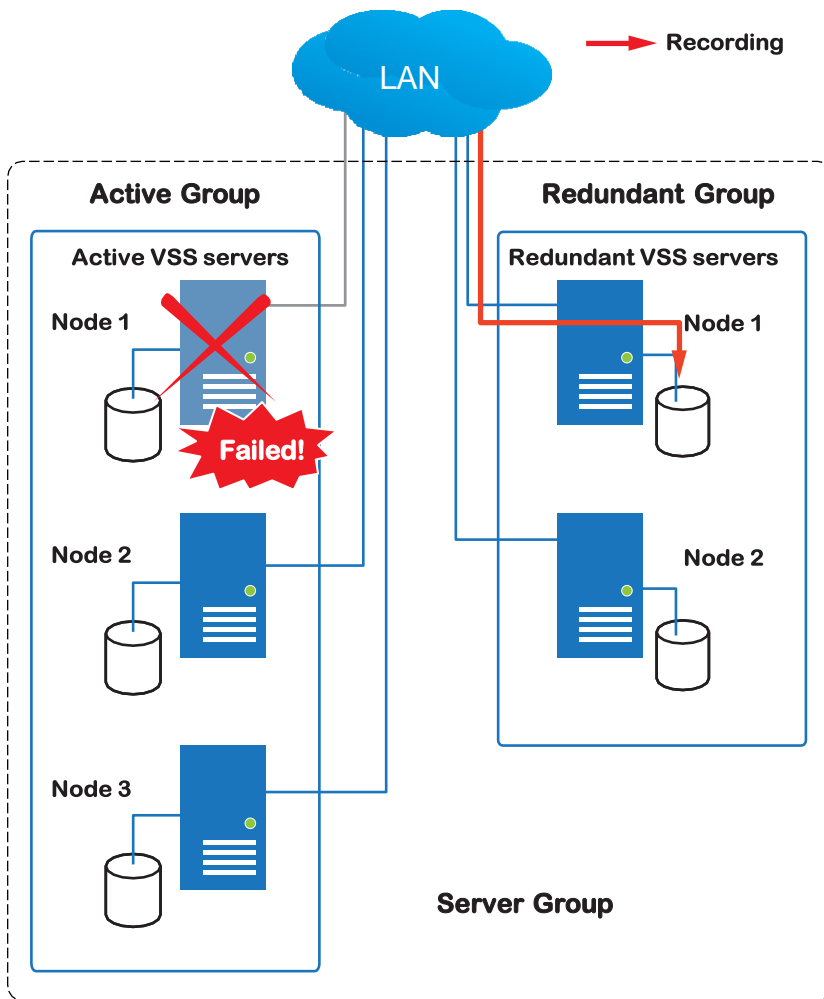 LAN
Recording
Active Group
Redundant Group
Active VSS servers
Redundant VSS servers
Node 1
Node 1
Failed!
Node 2
Node 2
Node 3
Server Group